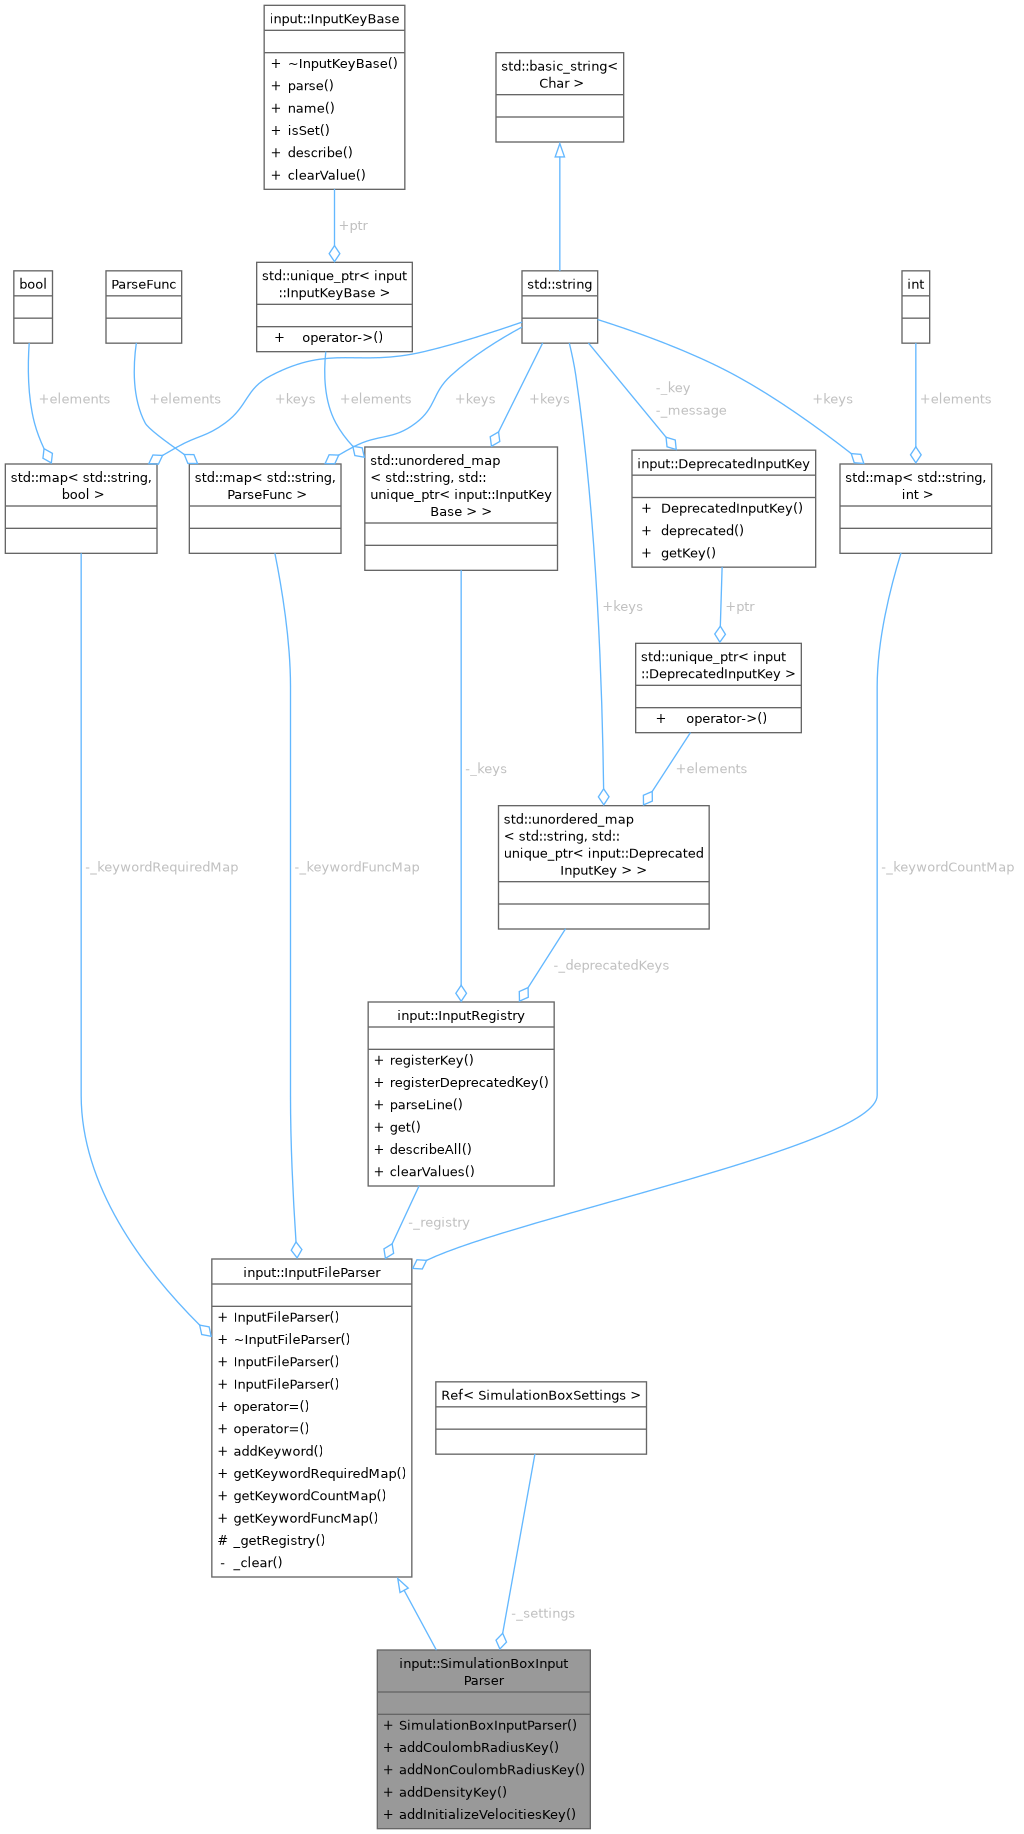 input::InputKeyBase
+ ~InputKeyBase()
+ parse()
+ name()
+ isSet()
+ describe()
+ clearValue()
std::basic_string<
Char >
+ptr
bool
ParseFunc
std::unique_ptr< input
::InputKeyBase >
+ operator->()
std::string
int
+elements
+elements
+keys
+elements
+keys
+keys
-_key
-_message
+keys
+elements
std::map< std::string,
bool >
std::map< std::string,
ParseFunc >
std::unordered_map
< std::string, std::
unique_ptr< input::InputKey
Base > >
input::DeprecatedInputKey
+ DeprecatedInputKey()
+ deprecated()
+ getKey()
std::map< std::string,
int >
+keys
+ptr
std::unique_ptr< input
::DeprecatedInputKey >
+ operator->()
-_keys
+elements
std::unordered_map
< std::string, std::
unique_ptr< input::Deprecated
InputKey > >
-_keywordRequiredMap
-_keywordFuncMap
-_keywordCountMap
-_deprecatedKeys
input::InputRegistry
+ registerKey()
+ registerDeprecatedKey()
+ parseLine()
+ get()
+ describeAll()
+ clearValues()
-_registry
input::InputFileParser
+ InputFileParser()
+ ~InputFileParser()
+ InputFileParser()
+ InputFileParser()
+ operator=()
+ operator=()
+ addKeyword()
+ getKeywordRequiredMap()
+ getKeywordCountMap()
+ getKeywordFuncMap()
# _getRegistry()
- _clear()
Ref< SimulationBoxSettings >
-_settings
input::SimulationBoxInput
Parser
+ SimulationBoxInputParser()
+ addCoulombRadiusKey()
+ addNonCoulombRadiusKey()
+ addDensityKey()
+ addInitializeVelocitiesKey()